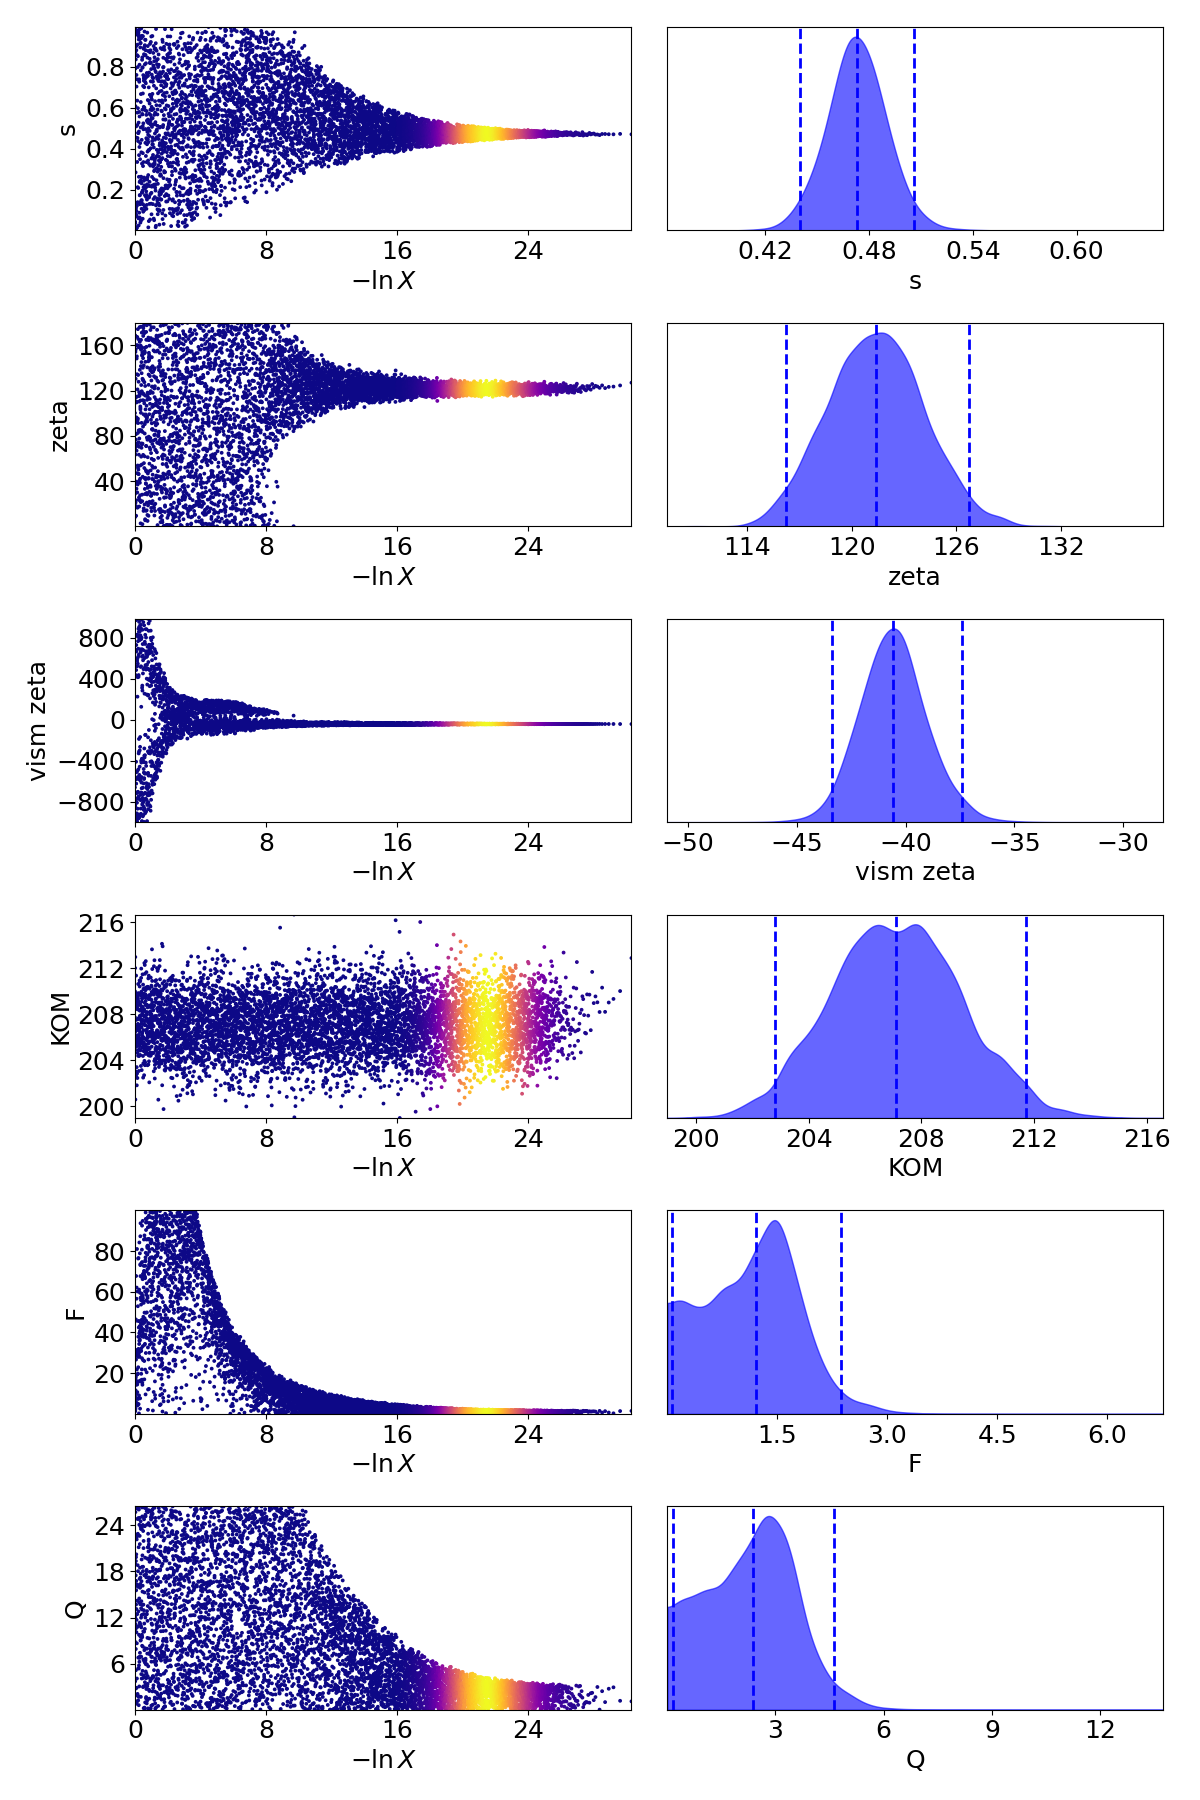 0.8
0.6
0.4
0.2
s
0 8 16 24
−ln X
0.42 0.48 0.54 0.60
s
160
120
80
40
zeta
0 8 16 24
−ln X
114 120 126 132
zeta
800
400
0
−400
−800
vism zeta
0 8 16 24
−ln X
−50 −45 −40 −35 −30
vism zeta
216
212
208
204
200
KOM
0 8 16 24
−ln X
200 204 208 212 216
KOM
80
60
40
20
F
0 8 16 24
−ln X
1.5 3.0 4.5 6.0
F
24
18
12
6
Q
0 8 16 24
−ln X
3 6 9 12
Q